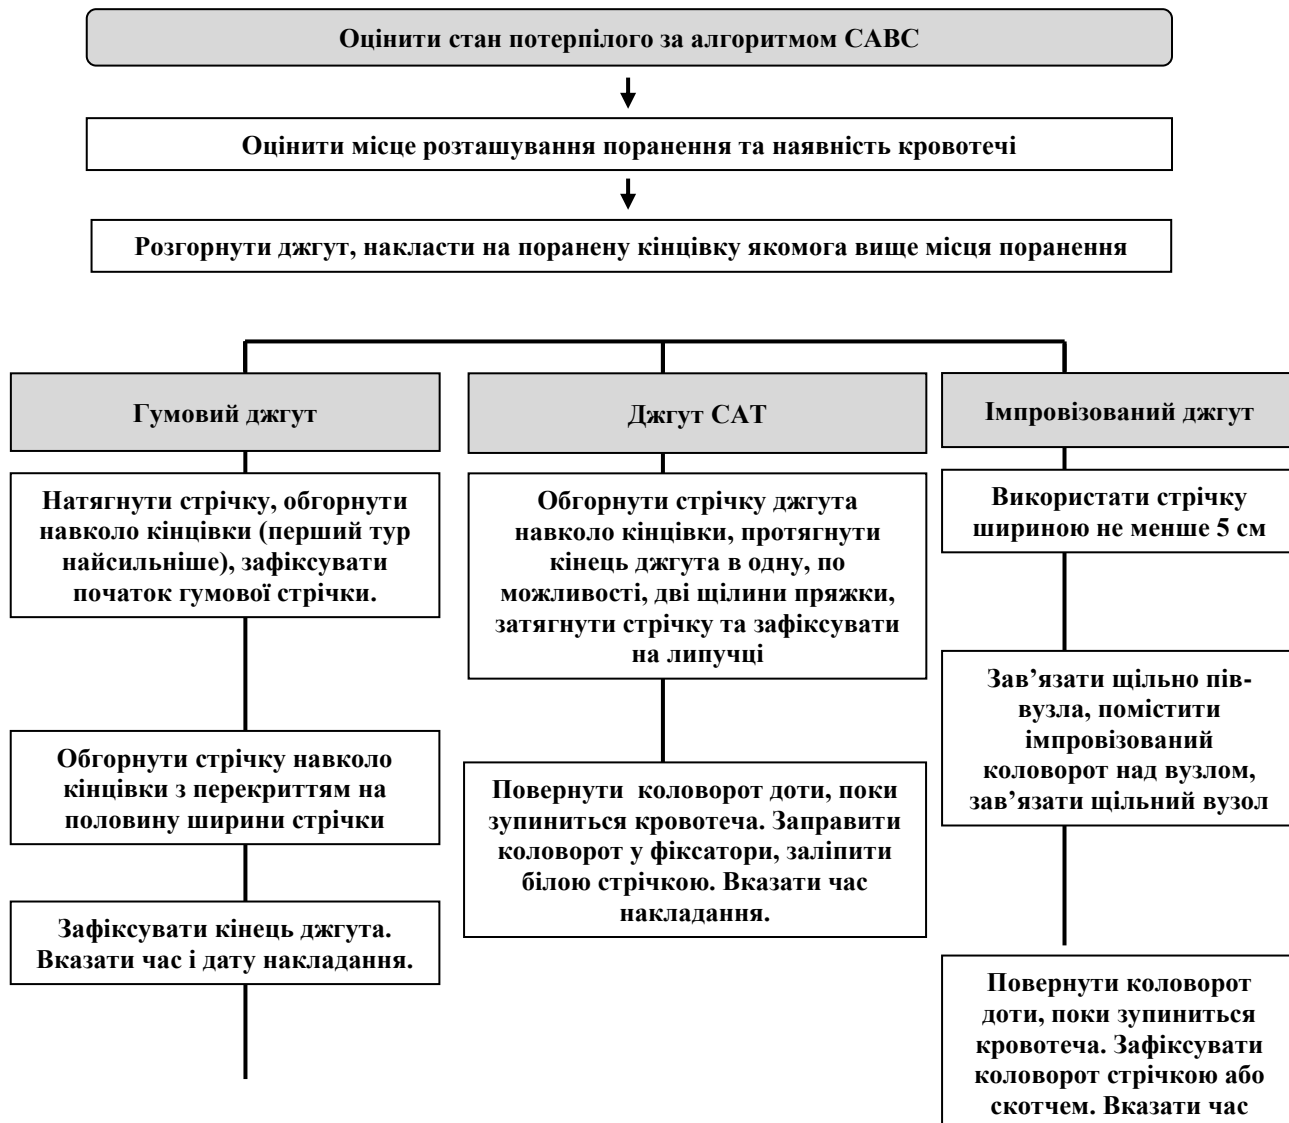 Оцінити стан потерпілого за алгоритмом САВС
Оцінити місце розташування поранення та наявність кровотечі
Розгорнути джгут, накласти на поранену кінцівку якомога вище місця поранення
Гумовий джгут
Натягнути стрічку, обгорнути
навколо кінцівки (перший тур
найсильніше), зафіксувати
початок гумової стрічки.
Обгорнути стрічку навколо
кінцівки з перекриттям на
половину ширини стрічки
Зафіксувати кінець джгута.
Вказати час і дату накладання.
Джгут САТ
Обгорнути стрічку джгута
навколо кінцівки, протягнути
кінець джгута в одну, по
можливості, дві щілини пряжки,
затягнути стрічку та зафіксувати
на липучці
Повернути коловорот доти, поки
зупиниться кровотеча. Заправити
коловорот у фіксатори, заліпити
білою стрічкою. Вказати час
накладання.
Імпровізований джгут
Використати стрічку
шириною не менше 5 см
Зав’язати щільно пів-
вузла, помістити
імпровізований
коловорот над вузлом,
зав’язати щільний вузол
Повернути коловорот
доти, поки зупиниться
кровотеча. Зафіксувати
коловорот стрічкою або
скотчем. Вказати час